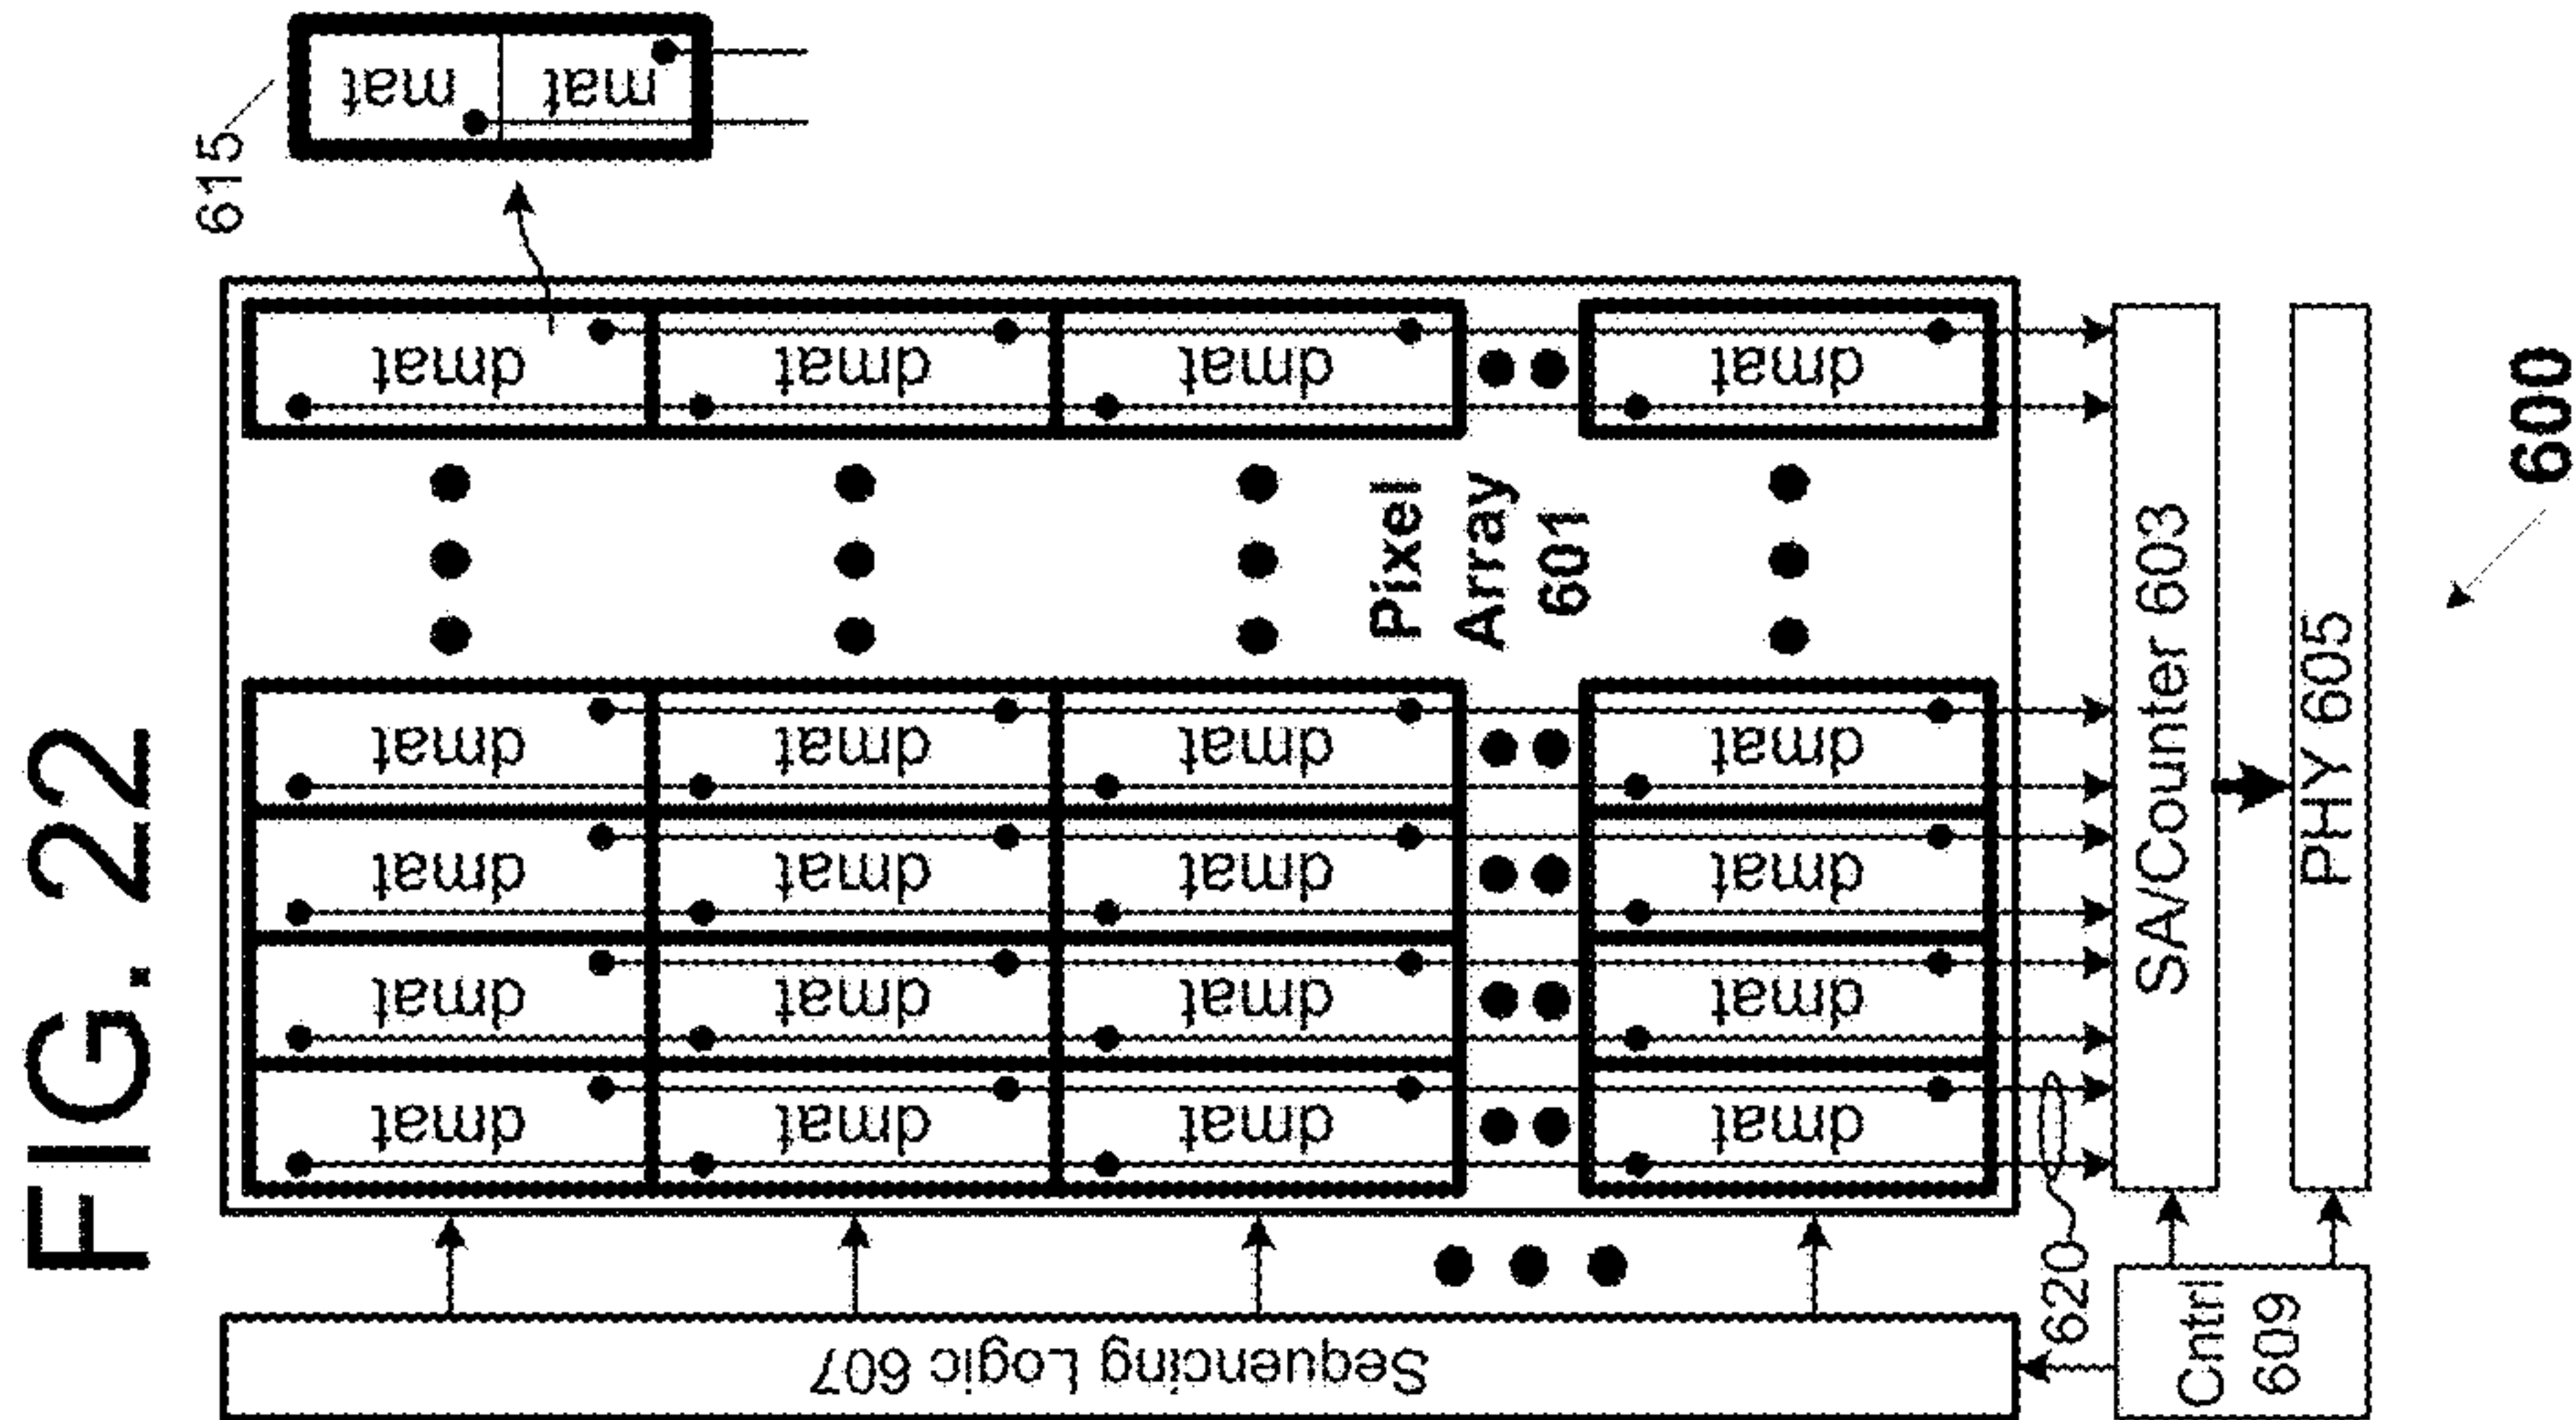 FIG. 22
615
mat
mat
Sequencing Logic 607
dmat dmat dmat dmat dmat
dmat dmat dmat dmat dmat
dmat dmat dmat dmat dmat
Pixel
Array
601
dmat dmat dmat dmat dmat
620
Cntrl
609
SA/Counter 603
PHY 605
600